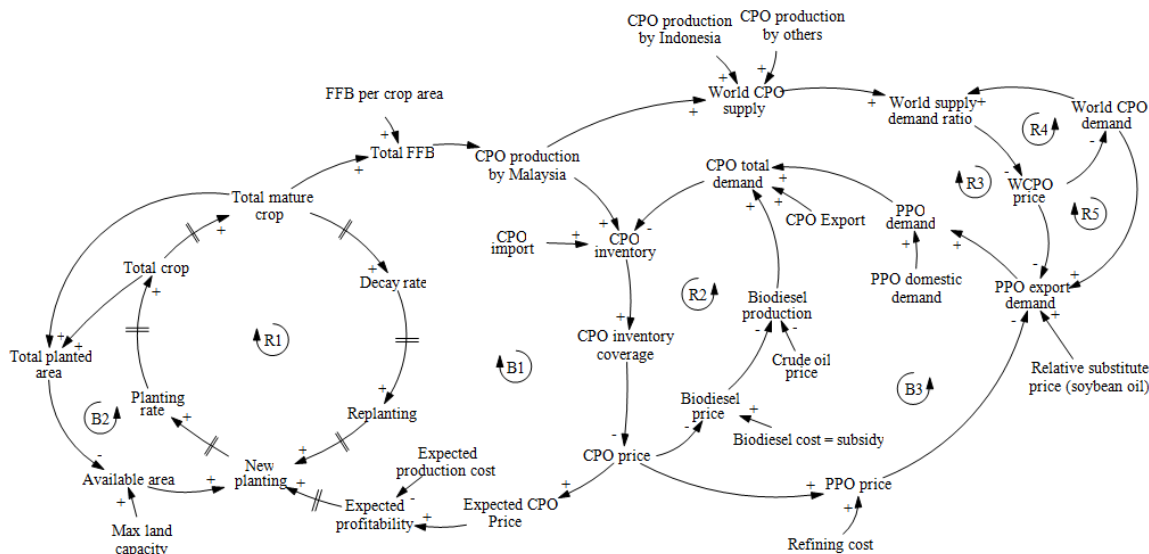 CPO production
by Indonesia
CPO production
by others
+
+
World CPO
supply
+
+
World supply
demand ratio
+
World CPO
demand
-
R4
FFB per crop area
+
Total FFB
+
+
CPO production
by Malaysia
CPO total
demand
+
+
+
CPO Export
R3
-
WCPO
price
R5
PPO
demand
+
+
PPO domestic
demand
-
+
PPO export
demand
-
+
Relative substitute
price (soybean oil)
Total mature
crop
+
CPO
import
+
+
-
CPO
inventory
Total crop
+
+
Decay rate
R2
Biodiesel
production
-
-
Crude oil
price
+
CPO inventory
coverage
+
+
Total planted
area
R1
B1
B3
Planting
rate
+
B2
+
Replanting
Biodiesel
price
-
+
Biodiesel cost = subsidy
-
CPO price
-
Available area
+
+
New
planting
+
+
Expected
production cost
-
Expected
profitability
+
+
Expected CPO
Price
+
PPO price
+
Refining cost
Max land
capacity